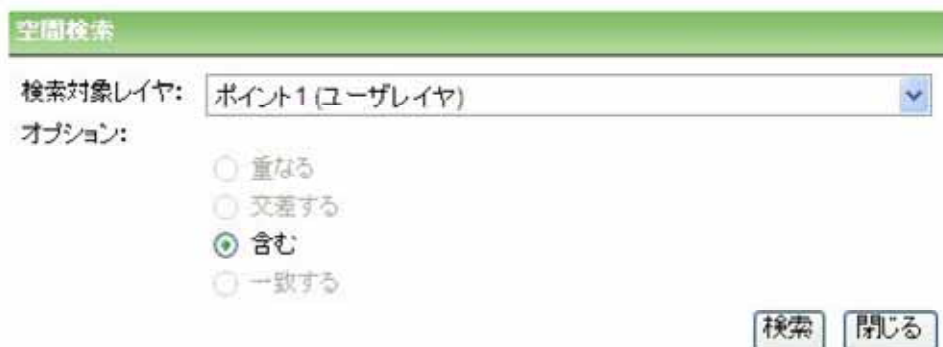 空間検索
検索対象レイヤ: ポイント1(ユーザレイヤ)
オプション:
重なる
交差する
含む
一致する
検索 閉じる